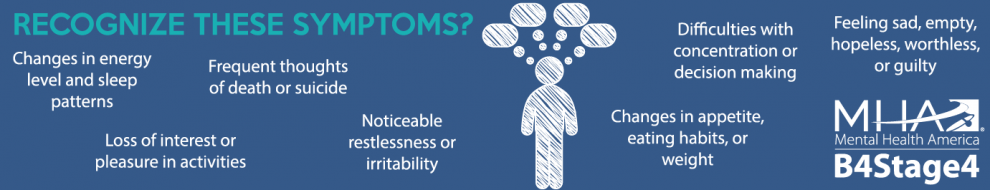 RECOGNIZE THESE SYMPTOMS?
Changes in energy
level and sleep
patterns
Frequent thoughts
of death or suicide
Loss of interest or
pleasure in activities
Noticeable
restlessness or
irritability
Difficulties with
concentration or
decision making
Changes in appetite,
eating habits, or
weight
Feeling sad, empty,
hopeless, worthless,
or guilty
MHA®
Mental Health America
B4Stage4